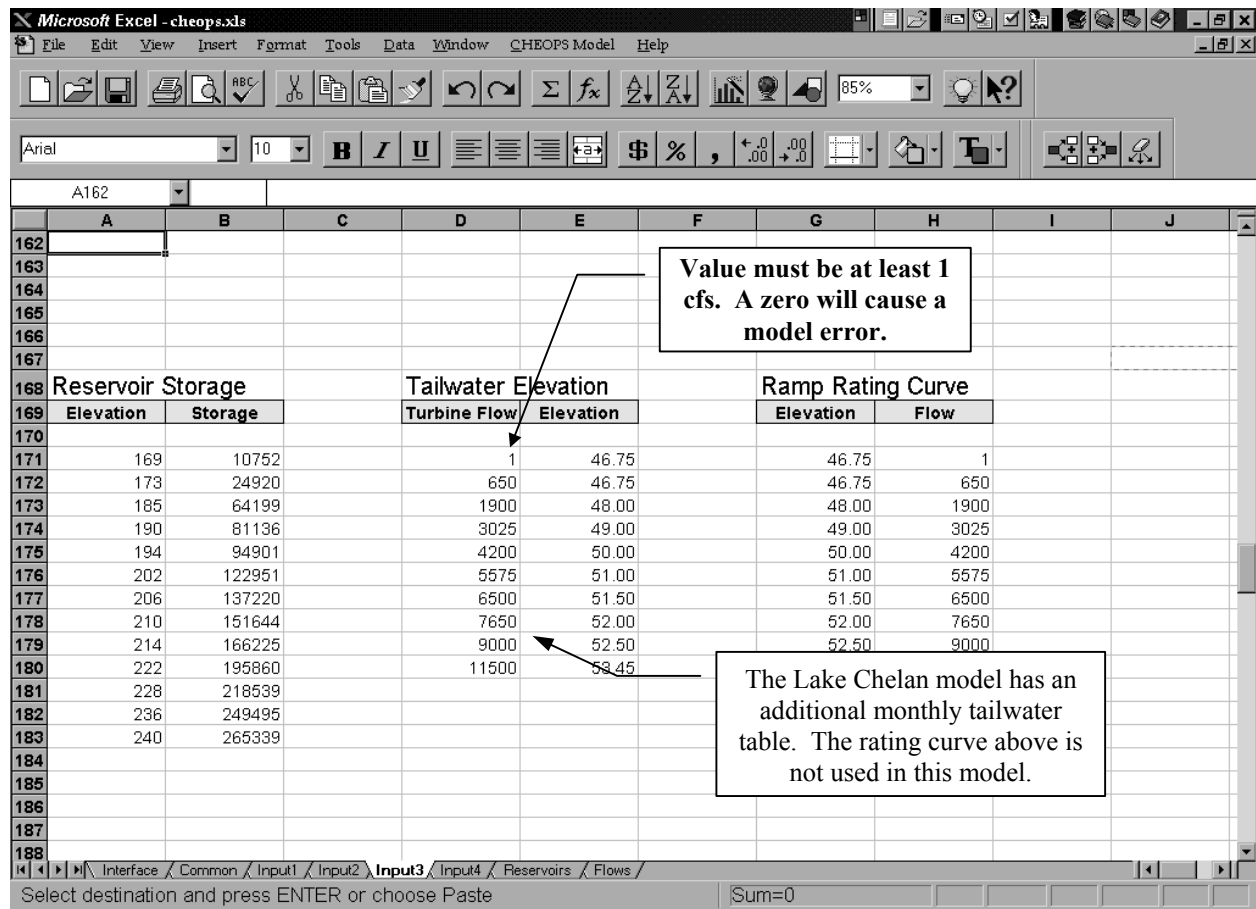 Microsoft Excel - cheops.xls
File Edit View Insert Format Tools Data Window CHEOPS Model Help
ABC Σ fx A Z Z A 85% ?
Arial 10 B I U a $ % , .0 .00 .00 .0 T
A162
A B C D E F G H I J
162
163
164
165
166
167
Value must be at least 1
cfs. A zero will cause a
model error.
168 Reservoir Storage Tailwater Elevation Ramp Rating Curve
169 Elevation Storage Turbine Flow Elevation Elevation Flow
170
171 169 10752 1 46.75 46.75 1
172 173 24920 650 46.75 46.75 650
173 185 64199 1900 48.00 48.00 1900
174 190 81136 3025 49.00 49.00 3025
175 194 94901 4200 50.00 50.00 4200
176 202 122951 5575 51.00 51.00 5575
177 206 137220 6500 51.50 51.50 6500
178 210 151644 7650 52.00 52.00 7650
179 214 166225 9000 52.50 52.50 9000
180 222 195860 11500 53.45
181 228 218539
182 236 249495
183 240 265339
184
185
186
187
188
The Lake Chelan model has an
additional monthly tailwater
table. The rating curve above is
not used in this model.
Interface Common Input1 Input2 Input3 Input4 Reservoirs Flows
Select destination and press ENTER or choose Paste Sum=0